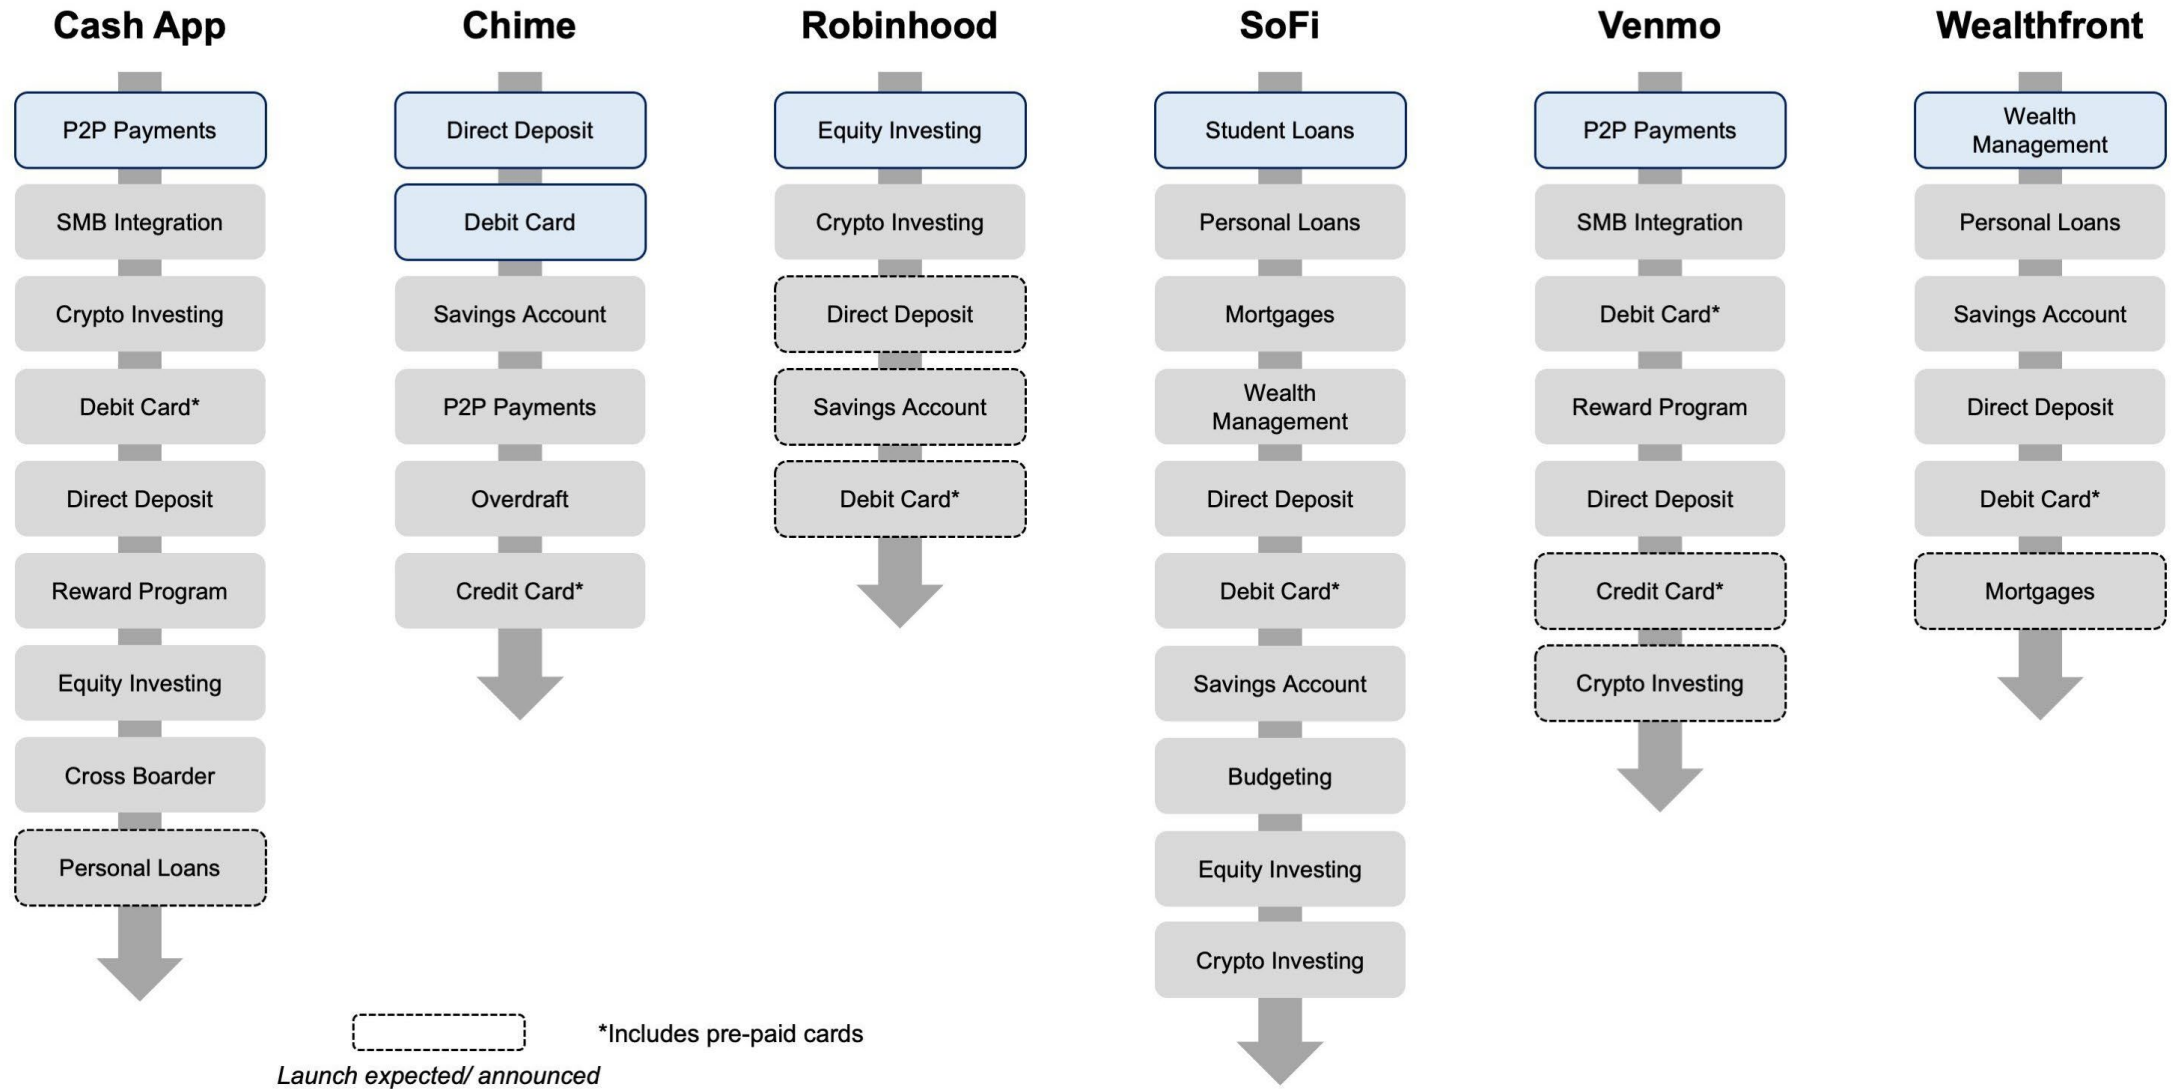 Cash App
P2P Payments
SMB Integration
Crypto Investing
Debit Card*
Direct Deposit
Reward Program
Equity Investing
Cross Boarder
Personal Loans
Chime
Direct Deposit
Debit Card
Savings Account
P2P Payments
Overdraft
Credit Card*
Robinhood
Equity Investing
Crypto Investing
Direct Deposit
Savings Account
Debit Card*
SoFi
Student Loans
Personal Loans
Mortgages
Wealth
Management
Direct Deposit
Debit Card*
Savings Account
Budgeting
Equity Investing
Crypto Investing
Venmo
P2P Payments
SMB Integration
Debit Card*
Reward Program
Direct Deposit
Credit Card*
Crypto Investing
Wealthfront
Wealth
Management
Personal Loans
Savings Account
Direct Deposit
Debit Card*
Mortgages
Launch expected/ announced
*Includes pre-paid cards